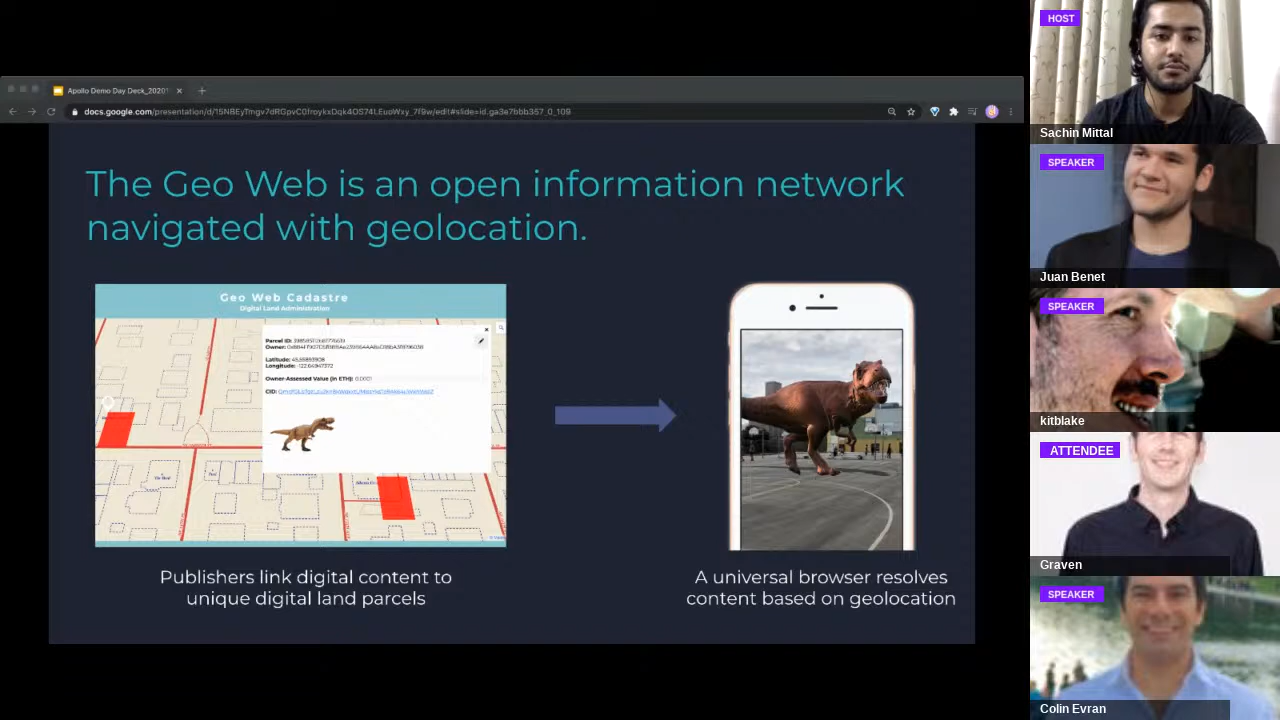 Apollo Demo Day Deck_2020
The Geo Web is an open information network
navigated with geolocation.
Geo Web Cadastre
Digital Land Administration
Parcel ID:
Owner:
Latitude:
Longitude:
Owner-Assessed Value (in ETH):
CID:
Publishers link digital content to
unique digital land parcels
A universal browser resolves
content based on geolocation
HOST
Sachin Mittal
SPEAKER
Juan Benet
SPEAKER
kitblake
ATTENDEE
Graven
SPEAKER
Colin Evran